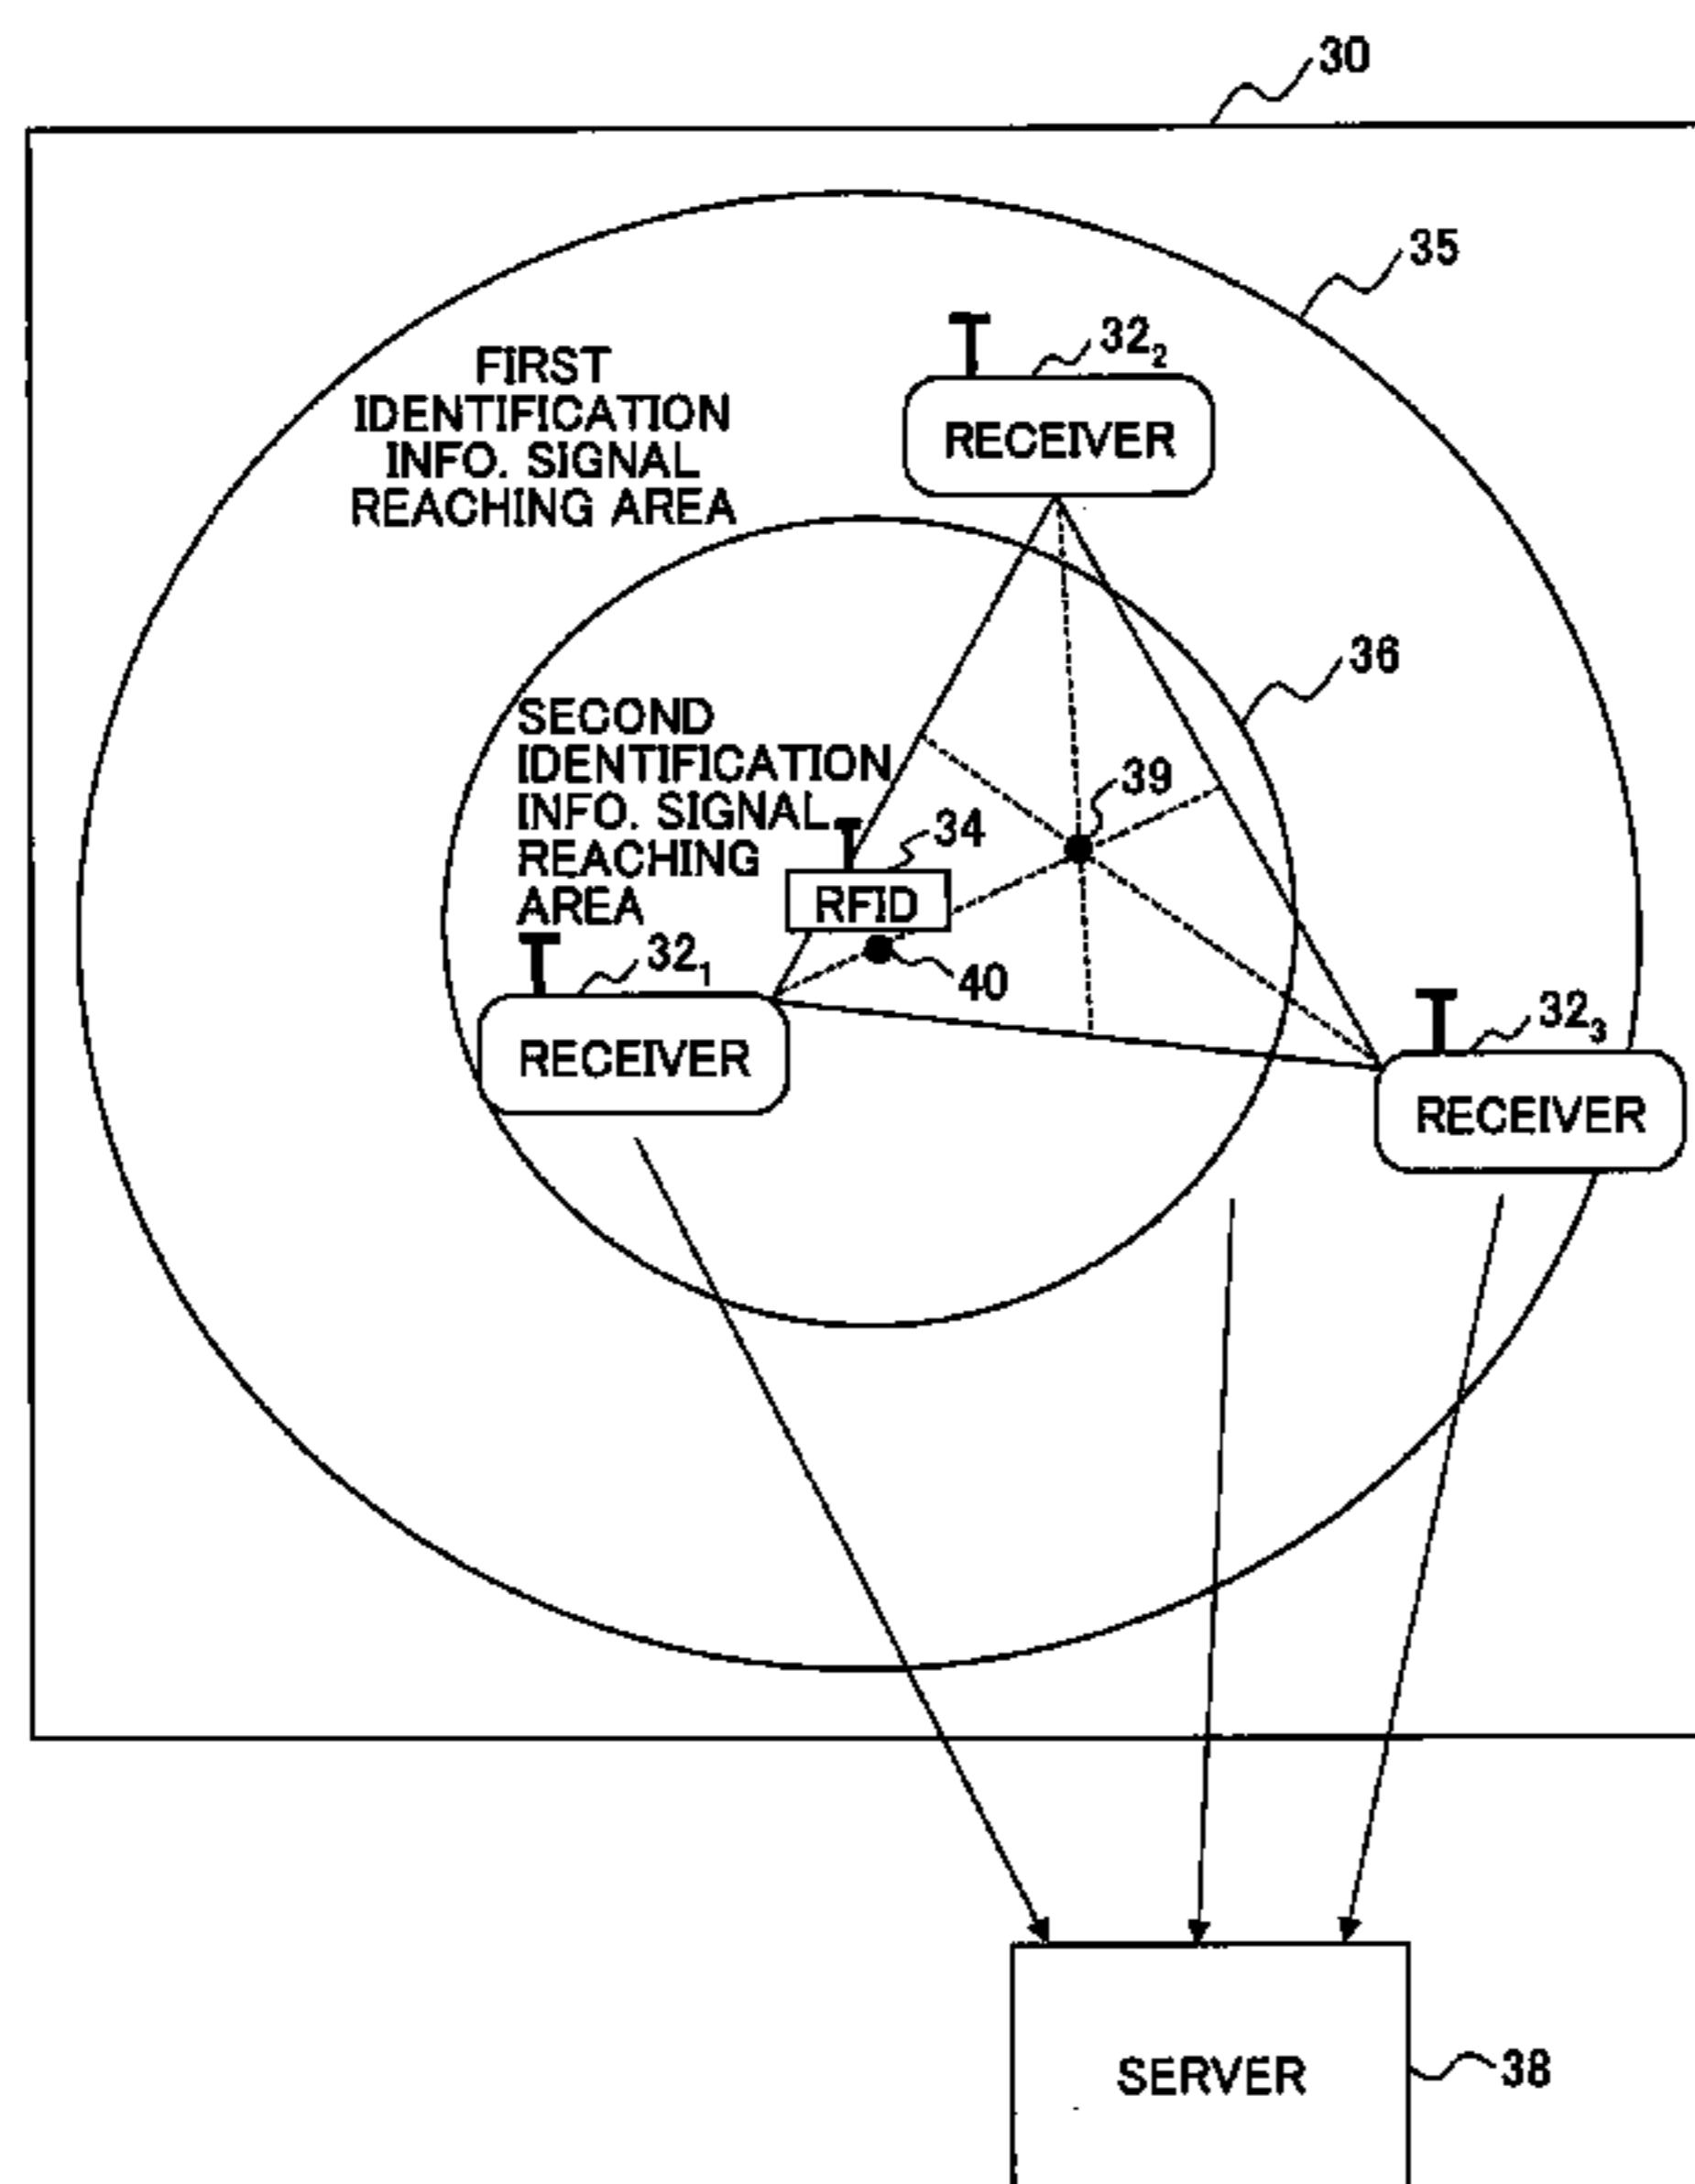 30
35
FIRST
IDENTIFICATION
INFO. SIGNAL
REACHING AREA
32₂
RECEIVER
36
SECOND
IDENTIFICATION
INFO. SIGNAL
REACHING
AREA
39
34
RFID
40
32₁
RECEIVER
32₃
RECEIVER
SERVER
38